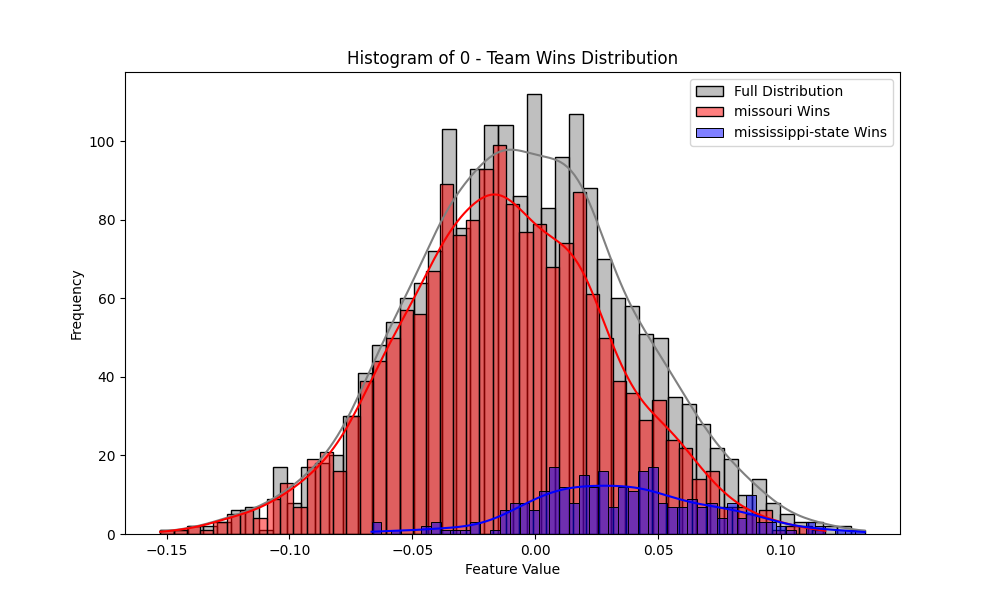 Histogram of 0 - Team Wins Distribution
Full Distribution
missouri Wins
mississippi-state Wins
Frequency
100
80
60
40
20
0
−0.15
−0.10
−0.05
0.00
0.05
0.10
Feature Value